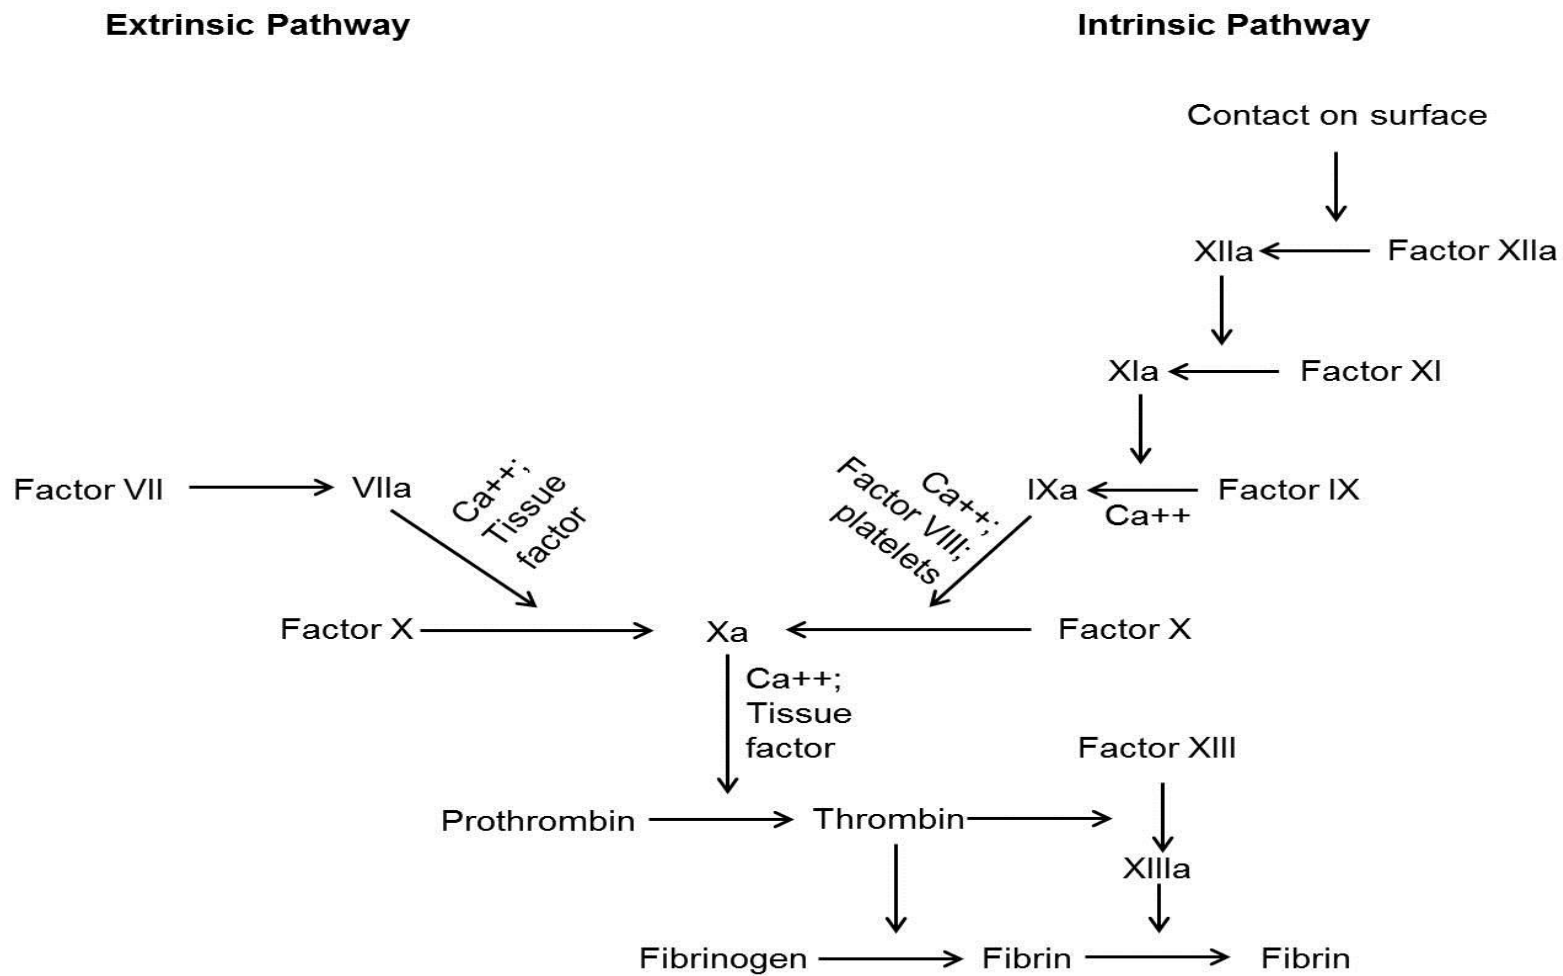 Extrinsic Pathway
Intrinsic Pathway
Contact on surface
XIIa
Factor XIIa
XIa
Factor XI
Factor VII
VIIa
Ca++;
Tissue
factor
Ca++;
Factor VIII;
platelets
IXa
Factor IX
Ca++
Factor X
Xa
Factor X
Ca++;
Tissue
factor
Factor XIII
Prothrombin
Thrombin
XIIIa
Fibrinogen
Fibrin
Fibrin